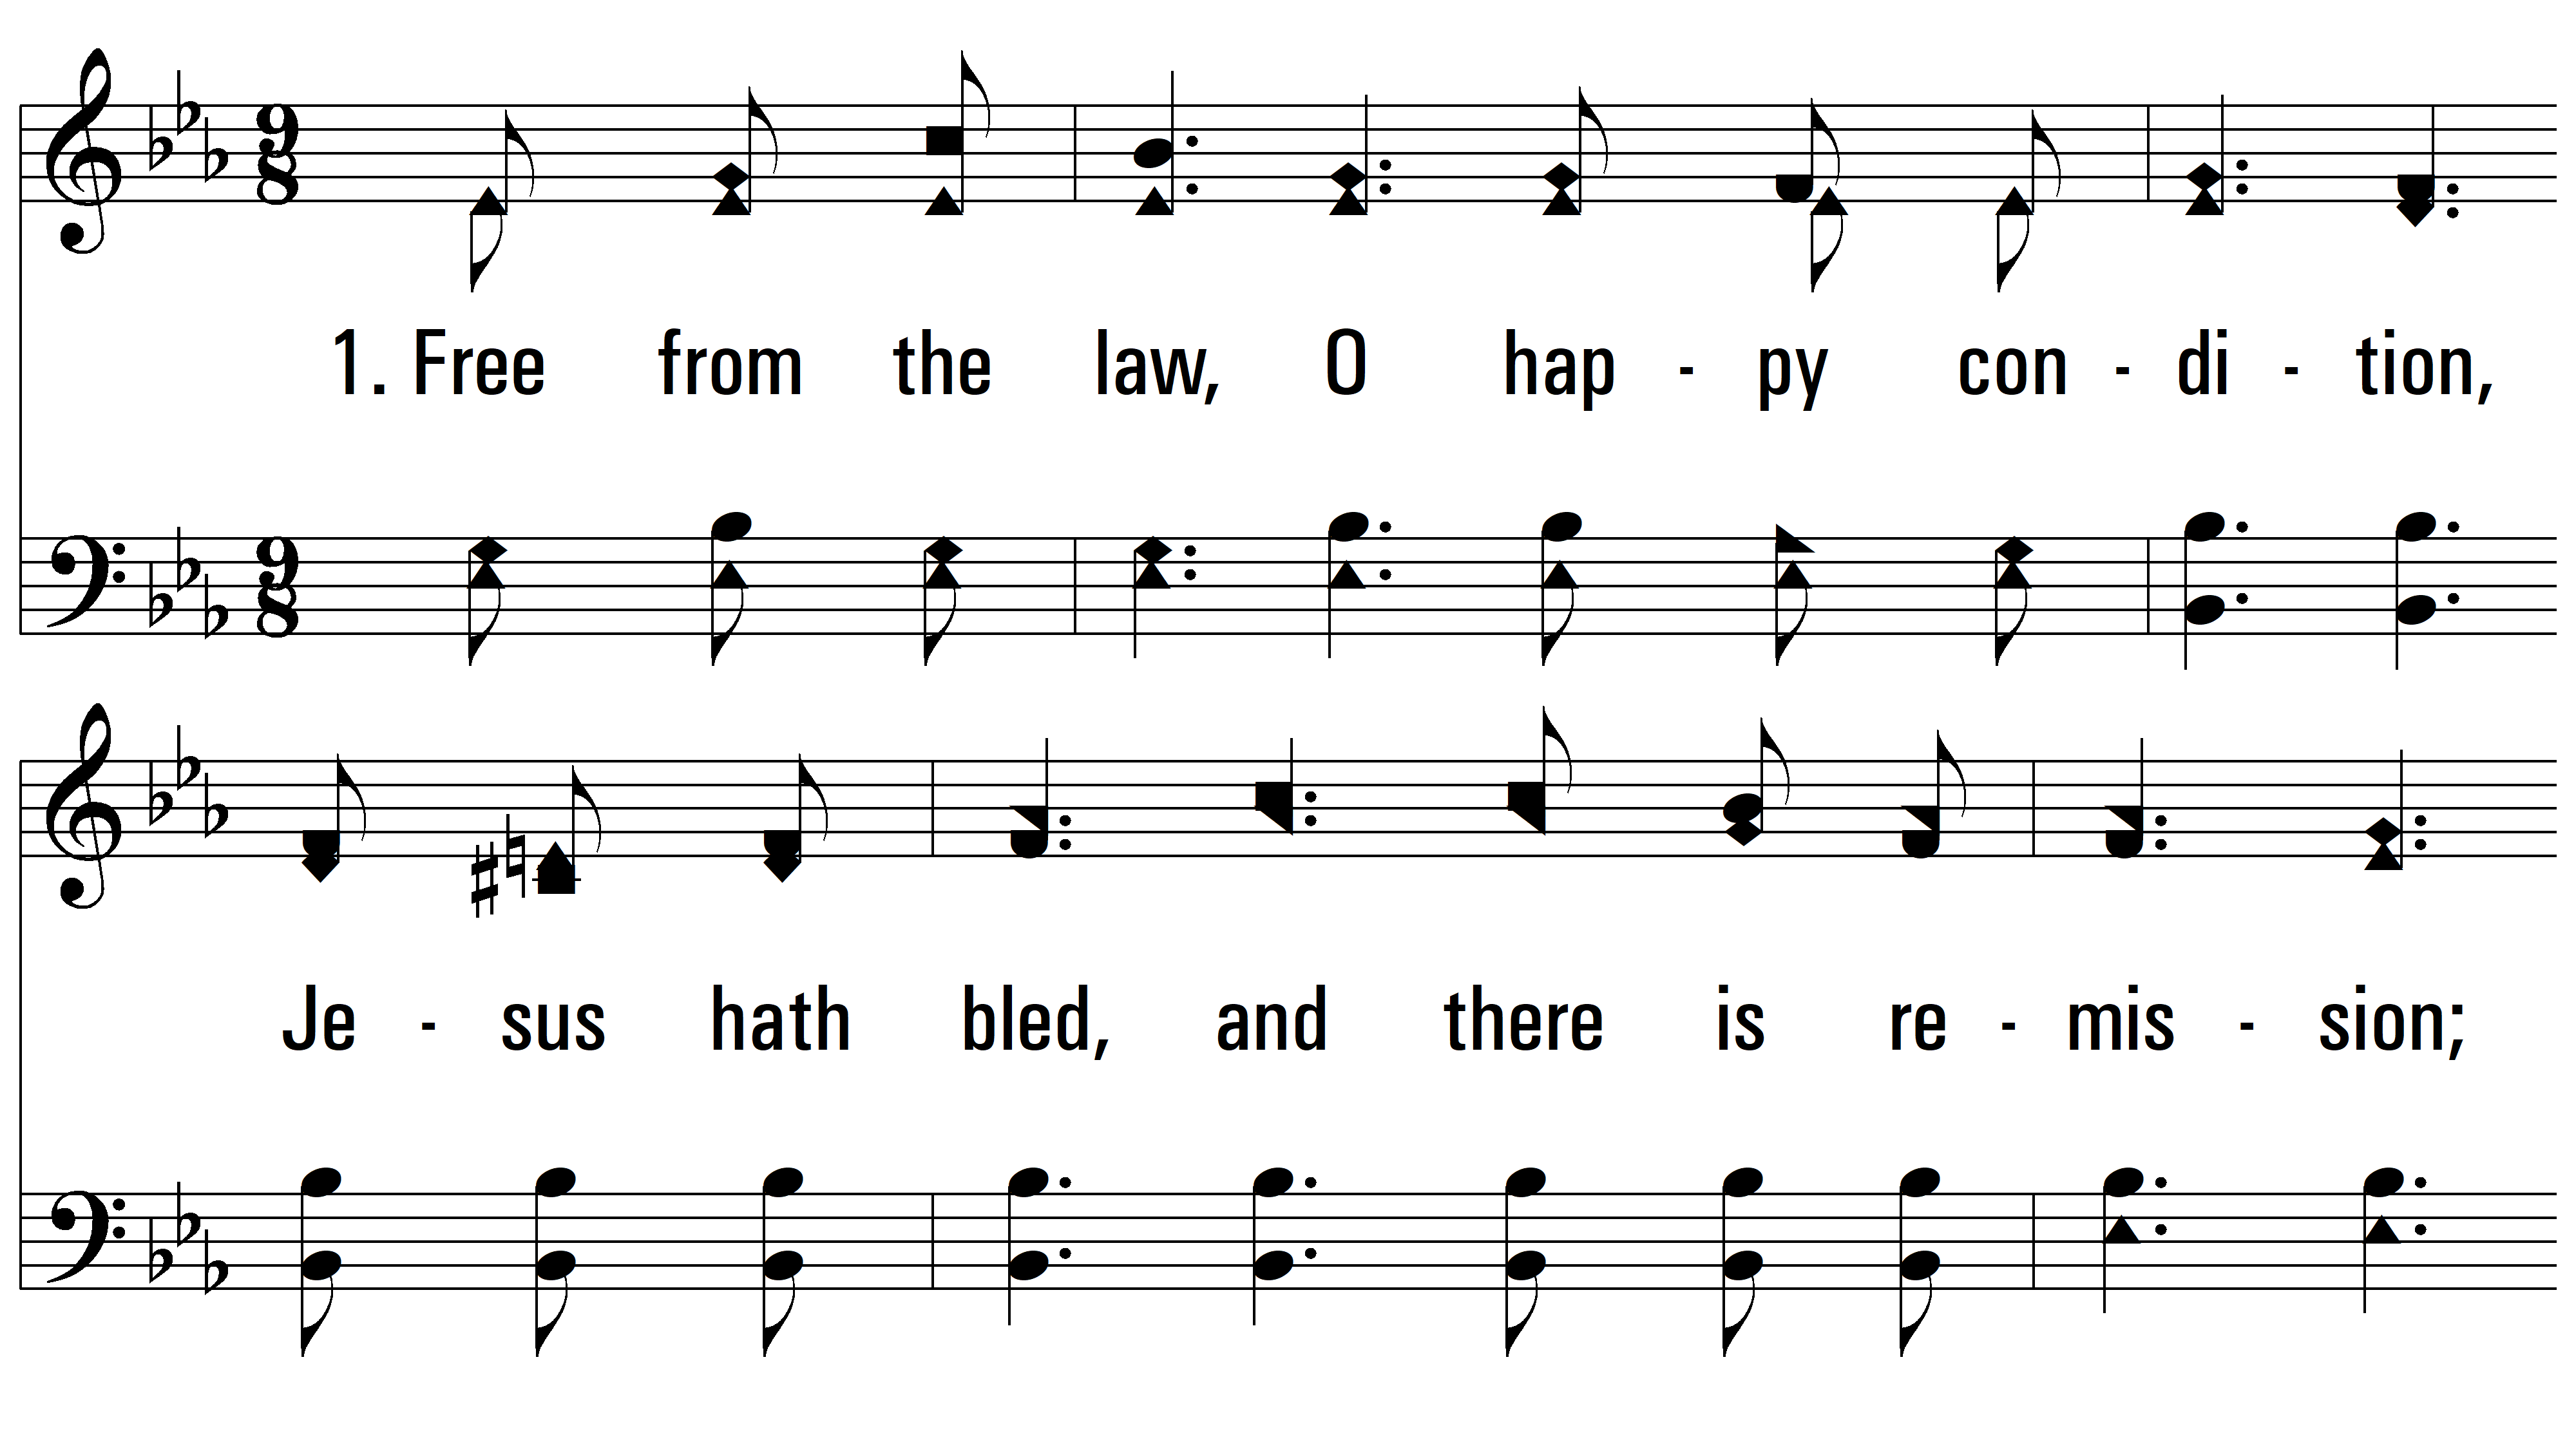 1. Free from the law, O hap - py con - di - tion,
Je - sus hath bled, and there is re - mis - sion;